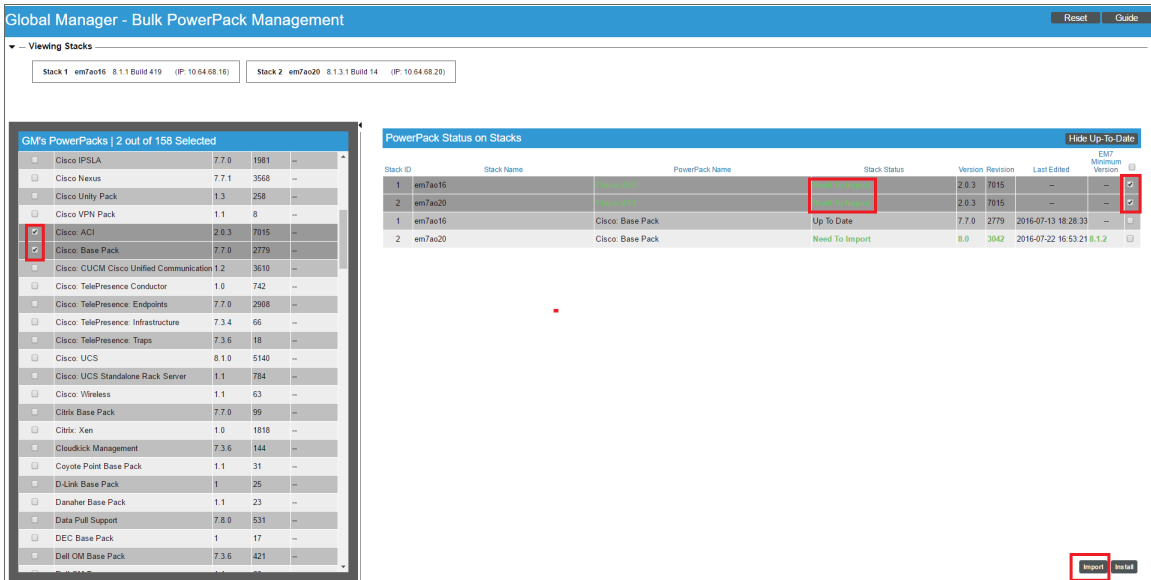 Global Manager - Bulk PowerPack Management
Reset Guide
Viewing Stacks
Stack 1 em7ao16 8.1.1 Build 419 (IP: 10.64.68.16)
Stack 2 em7ao20 8.1.3.1 Build 14 (IP: 10.64.68.20)
GM's PowerPacks | 2 out of 158 Selected
Cisco IPSLA 7.7.0 1981 --
Cisco Nexus 7.7.1 3568 --
Cisco Unity Pack 1.3 258 --
Cisco VPN Pack 1.1 8 --
Cisco: ACI 2.0.3 7015 --
Cisco: Base Pack 7.7.0 2779 --
Cisco: CUCM Cisco Unified Communication 1.2 3610 --
Cisco: TelePresence Conductor 1.0 742 --
Cisco: TelePresence: Endpoints 7.7.0 2908 --
Cisco: TelePresence: Infrastructure 7.3.4 66 --
Cisco: TelePresence: Traps 7.3.6 18 --
Cisco: UCS 8.1.0 5140 --
Cisco: UCS Standalone Rack Server 1.1 784 --
Cisco: Wireless 1.1 63 --
Citrix Base Pack 7.7.0 99 --
Citrix: Xen 1.0 1818 --
Cloudkick Management 7.3.6 144 --
Coyote Point Base Pack 1.1 31 --
D-Link Base Pack 1 25 --
Danaher Base Pack 1.1 23 --
Data Pull Support 7.8.0 531 --
DEC Base Pack 1 17 --
Dell OM Base Pack 7.3.6 421 --
PowerPack Status on Stacks
Hide Up-To-Date
Stack ID Stack Name PowerPack Name Stack Status Version Revision Last Edited EM7 Minimum Version
1 em7ao16 Need To Import 2.0.3 7015 -- --
2 em7ao20 Need To Import 2.0.3 7015 -- --
1 em7ao16 Cisco: Base Pack Up To Date 7.7.0 2779 2016-07-13 18:28:33 --
2 em7ao20 Cisco: Base Pack Need To Import 8.0 3042 2016-07-22 16:53:21 8.1.2
Import Install